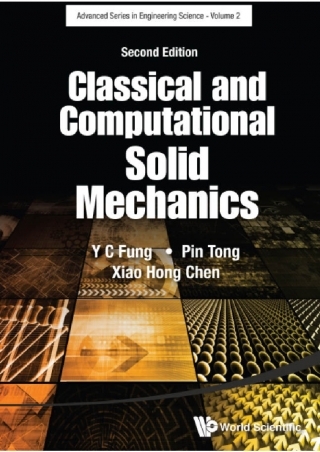 Advanced Series in Engineering Science - Volume 2
Second Edition
Classical and
Computational
Solid
Mechanics
Y C Fung • Pin Tong
Xiao Hong Chen
World Scientific